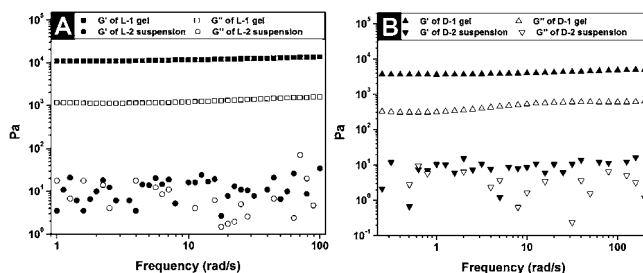 A
G' of L-1 gel G'' of L-1 gel
G' of L-2 suspension G'' of L-2 suspension
10⁵
10⁴
10³
10²
10¹
10⁰
Pa
1 10 100
Frequency (rad/s)
B
G' of D-1 gel G'' of D-1 gel
G' of D-2 suspension G'' of D-2 suspension
10⁵
10⁴
10³
10²
10¹
10⁰
10⁻¹
Pa
1 10 100
Frequency (rad/s)